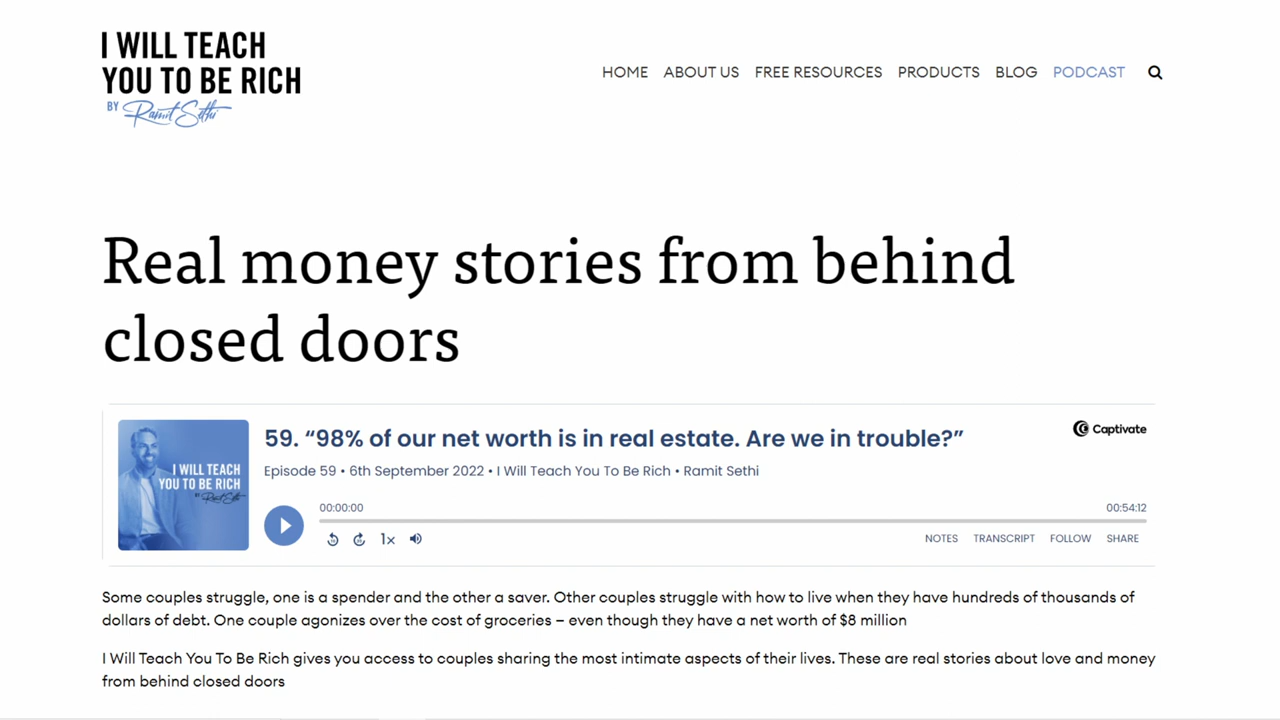 I WILL TEACH
YOU TO BE RICH
BY Ramit Sethi
HOME ABOUT US FREE RESOURCES PRODUCTS BLOG PODCAST
Real money stories from behind
closed doors
59. “98% of our net worth is in real estate. Are we in trouble?”
Captivate
Episode 59 • 6th September 2022 • I Will Teach You To Be Rich • Ramit Sethi
I WILL TEACH
YOU TO BE RICH
BY Ramit Sethi
00:00:00
00:54:12
1x
NOTES TRANSCRIPT FOLLOW SHARE
Some couples struggle, one is a spender and the other a saver. Other couples struggle with how to live when they have hundreds of thousands of
dollars of debt. One couple agonizes over the cost of groceries – even though they have a net worth of $8 million
I Will Teach You To Be Rich gives you access to couples sharing the most intimate aspects of their lives. These are real stories about love and money
from behind closed doors